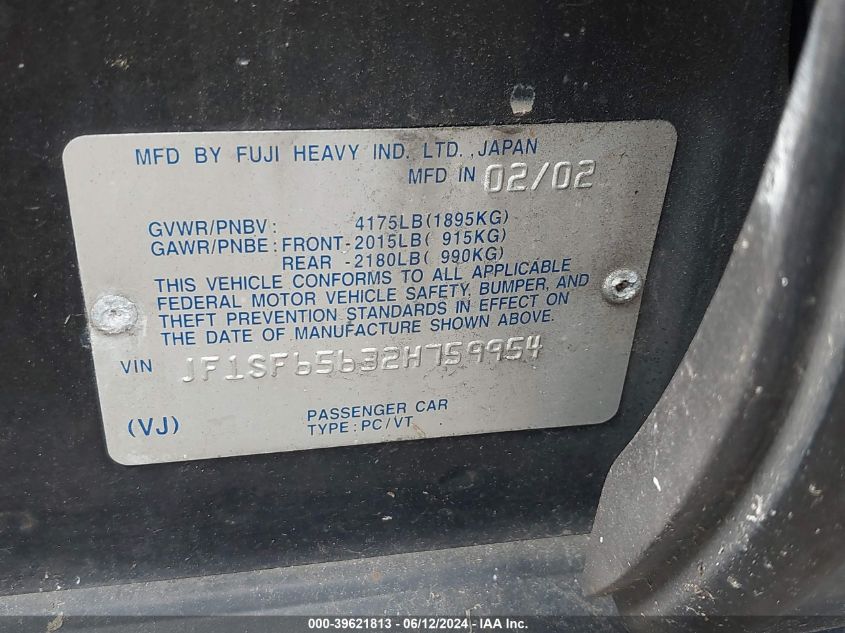 MFD BY FUJI HEAVY IND. LTD., JAPAN
MFD IN 02/02
GVWR/PNBV: 4175LB(1895KG)
GAWR/PNBE: FRONT-2015LB( 915KG)
REAR -2180LB( 990KG)
THIS VEHICLE CONFORMS TO ALL APPLICABLE
FEDERAL MOTOR VEHICLE SAFETY, BUMPER, AND
THEFT PREVENTION STANDARDS IN EFFECT ON
THE DATE OF MANUFACTURE SHOWN ABOVE.
VIN JF1SF65632H759954
(VJ)
PASSENGER CAR
TYPE: PC/VT
000-39621813 - 06/12/2024 - IAA Inc.